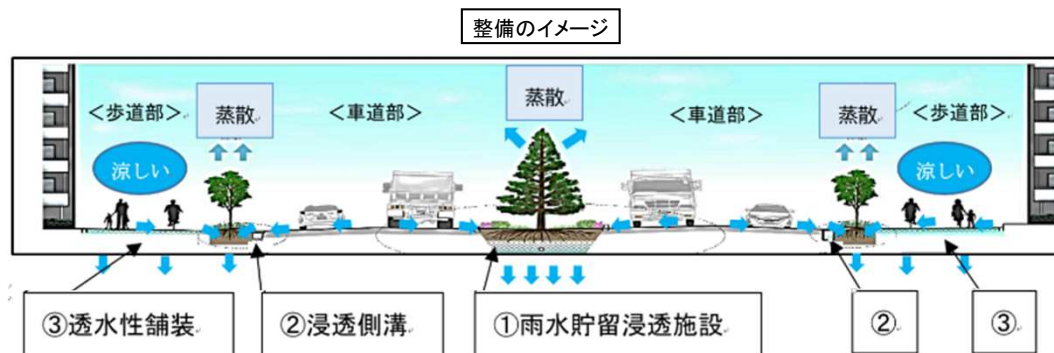 整備のイメージ
蒸散
<歩道部>
蒸散
<車道部>
<車道部>
蒸散
<歩道部>
涼しい
涼しい
③透水性舗装
②浸透側溝
①雨水貯留浸透施設
②
③